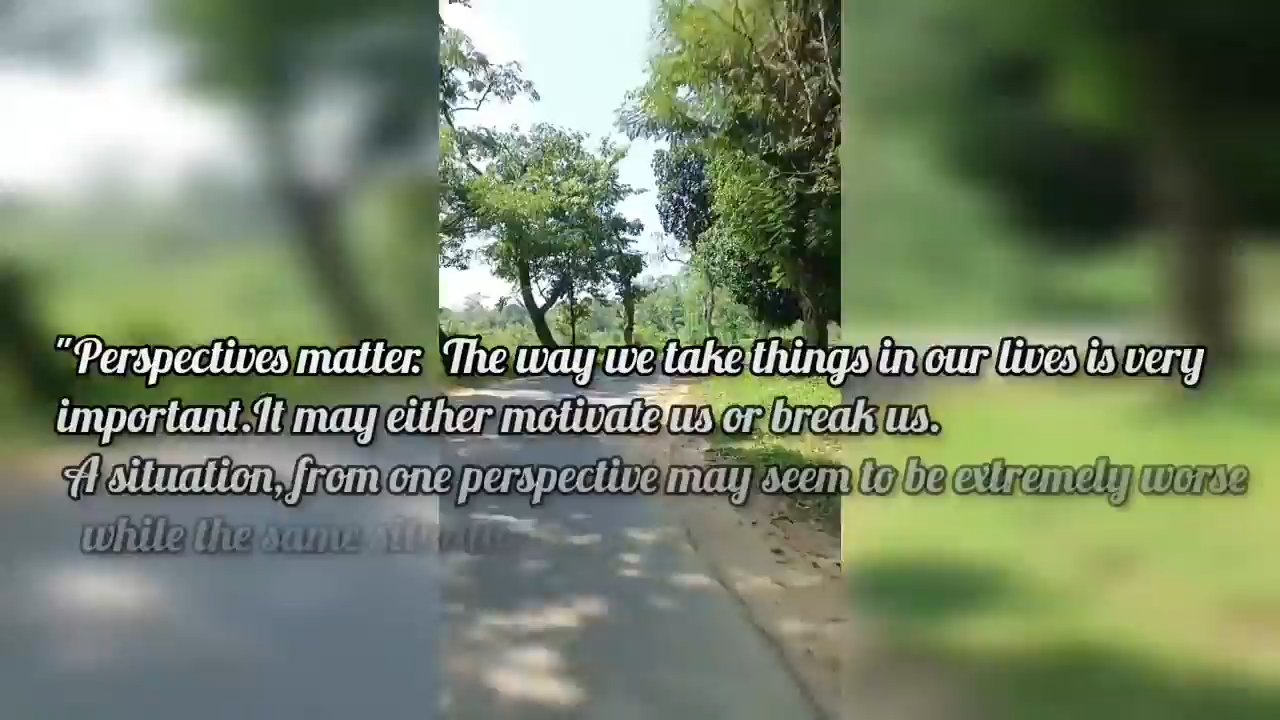 "Perspectives matter. The way we take things in our lives is very
important.It may either motivate us or break us.
A situation, from one perspective may seem to be extremely worse
while the same